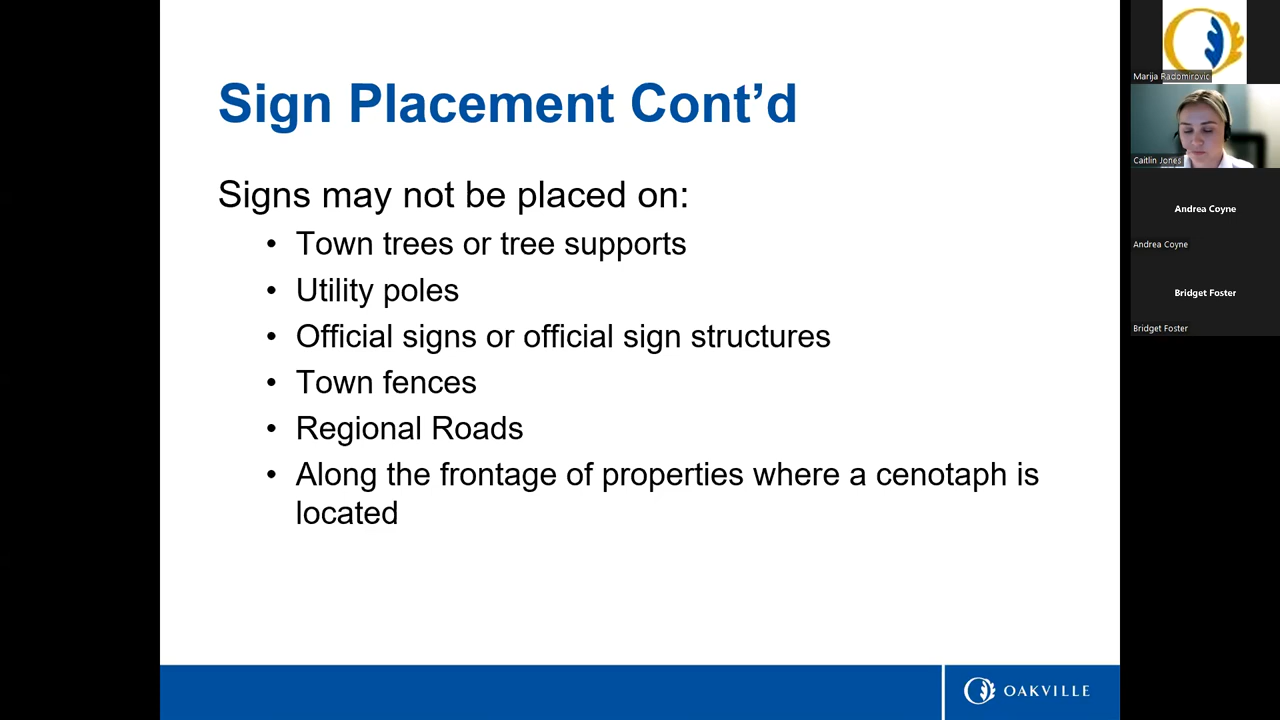 Sign Placement Cont’d
Signs may not be placed on:
• Town trees or tree supports
• Utility poles
• Official signs or official sign structures
• Town fences
• Regional Roads
• Along the frontage of properties where a cenotaph is
located
OAKVILLE
Marija Radomirovic
Caitlin Jones
Andrea Coyne
Andrea Coyne
Bridget Foster
Bridget Foster